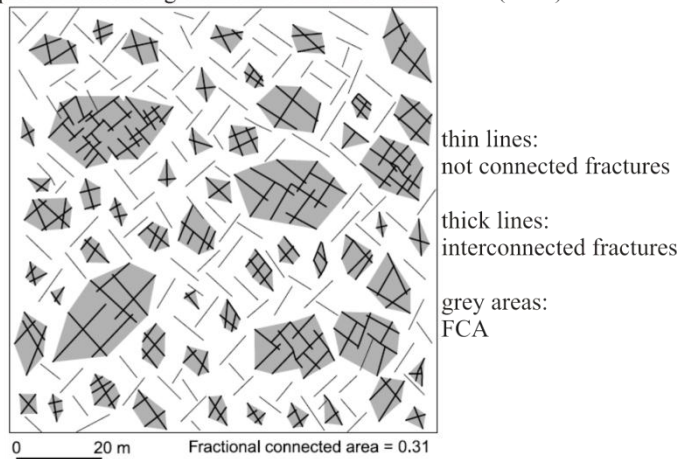 thin lines:
not connected fractures
thick lines:
interconnected fractures
grey areas:
FCA
0 20 m Fractional connected area = 0.31